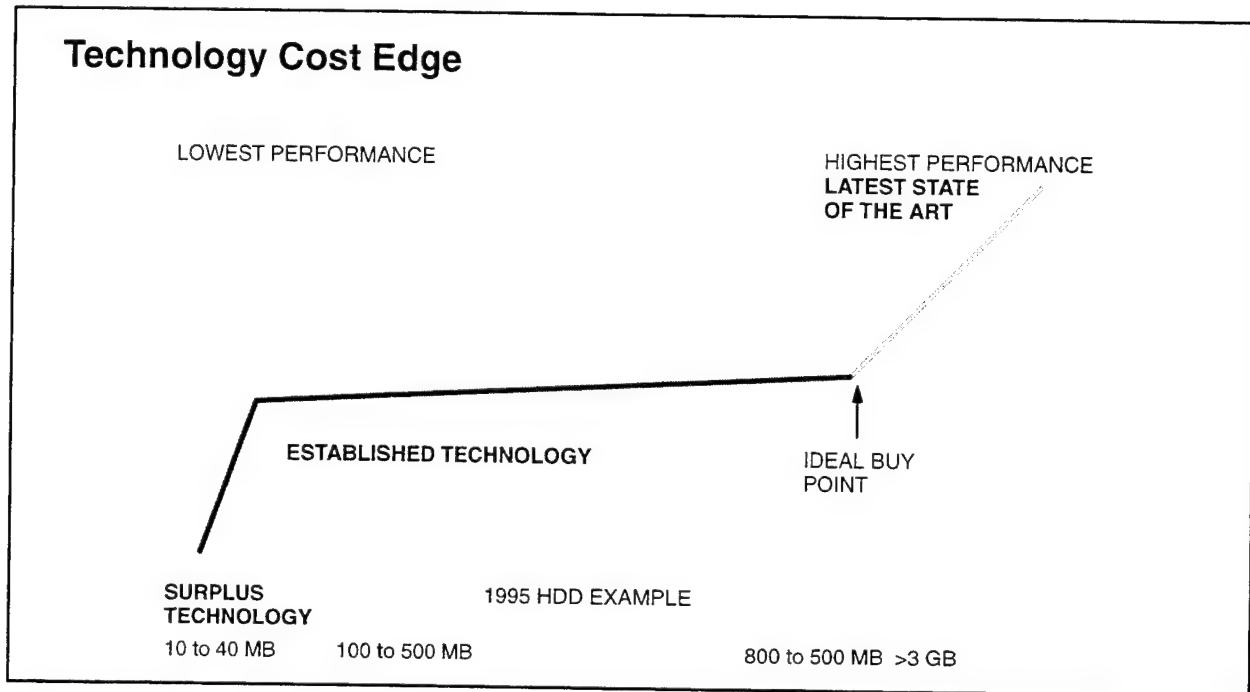 Technology Cost Edge
LOWEST PERFORMANCE
HIGHEST PERFORMANCE
LATEST STATE
OF THE ART
ESTABLISHED TECHNOLOGY
IDEAL BUY
POINT
SURPLUS
TECHNOLOGY
1995 HDD EXAMPLE
10 to 40 MB
100 to 500 MB
800 to 500 MB >3 GB